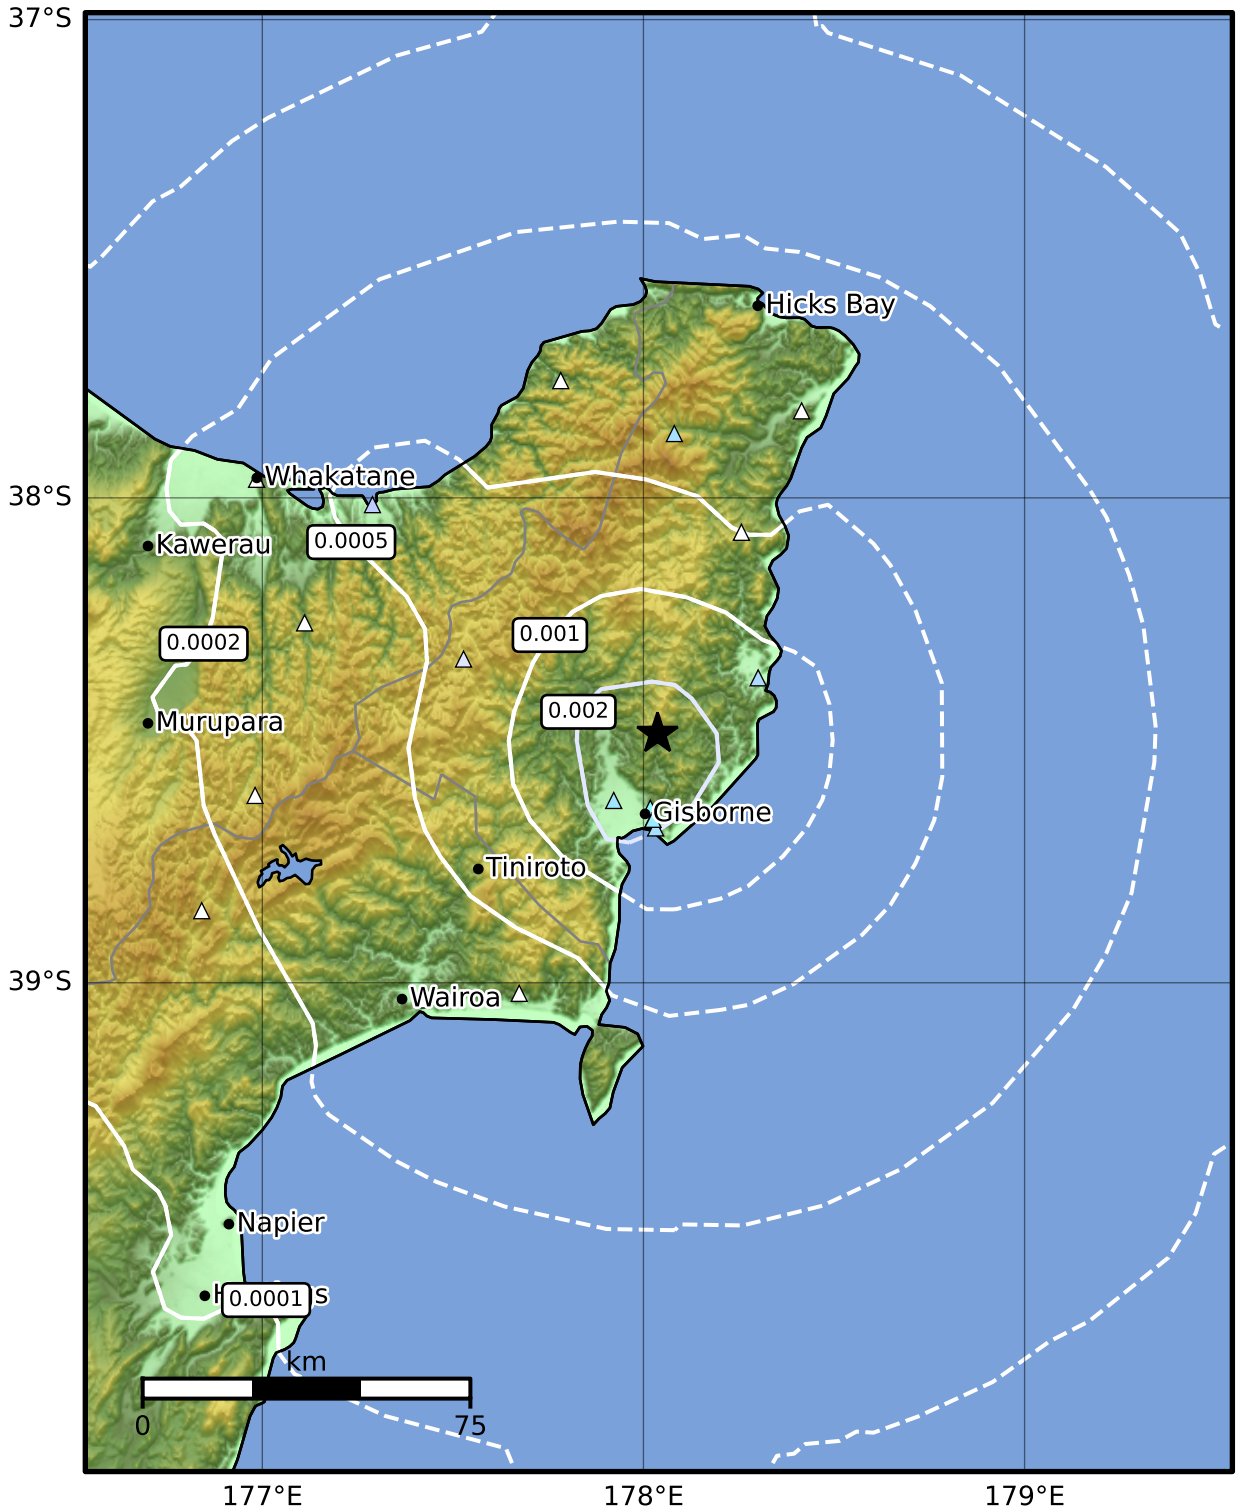 37°S
Hicks Bay
Whakatane
38°S
0.0005
Kawerau
0.001
0.0002
0.002
Murupara
Gisborne
Tiniroto
39°S
Wairoa
Napier
0.0001
km
0
75
177°E
178°E
179°E